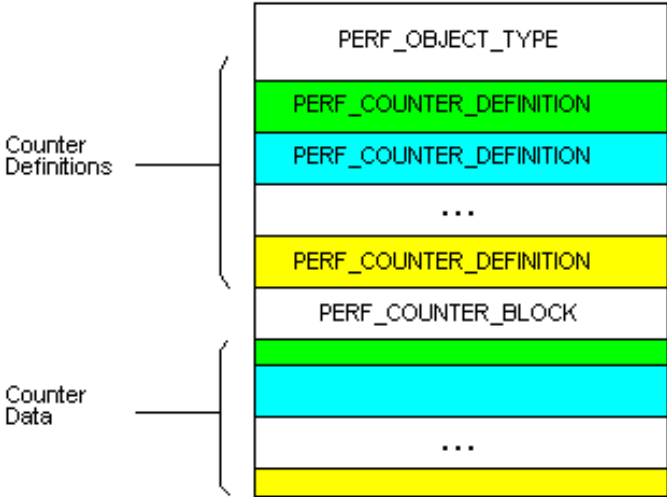 PERF_OBJECT_TYPE
PERF_COUNTER_DEFINITION
Counter
Definitions
PERF_COUNTER_DEFINITION
...
PERF_COUNTER_DEFINITION
PERF_COUNTER_BLOCK
Counter
Data
...